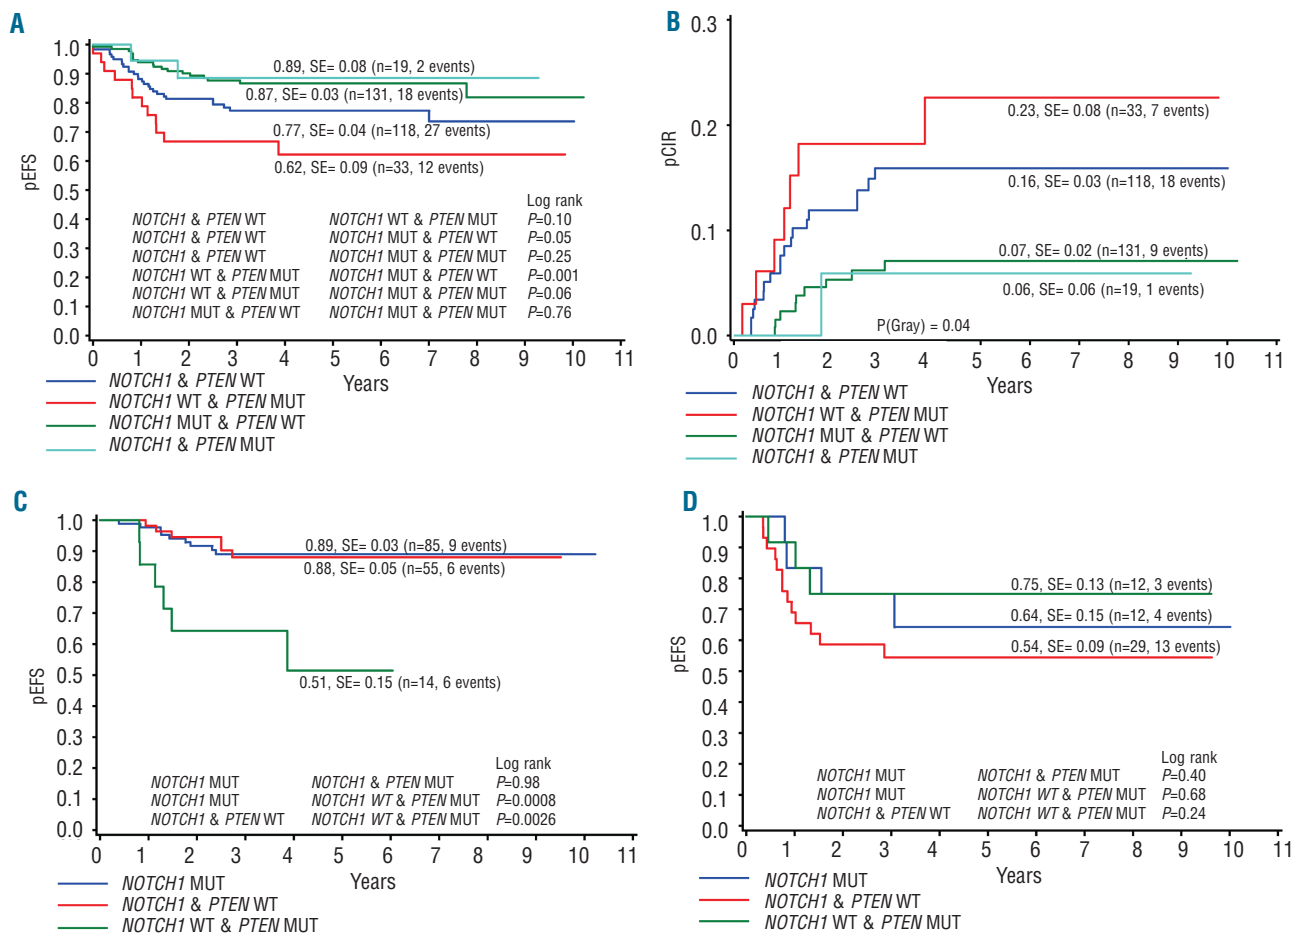 A
1.0
0.9
0.8
0.7
0.6
0.5
0.4
0.3
0.2
0.1
0.0
pEFS
0.89, SE= 0.08 (n=19, 2 events)
0.87, SE= 0.03 (n=131, 18 events)
0.77, SE= 0.04 (n=118, 27 events)
0.62, SE= 0.09 (n=33, 12 events)
Log rank
NOTCH1 & PTEN WT NOTCH1 WT & PTEN MUT P=0.10
NOTCH1 & PTEN WT NOTCH1 MUT & PTEN WT P=0.05
NOTCH1 & PTEN WT NOTCH1 MUT & PTEN MUT P=0.25
NOTCH1 WT & PTEN MUT NOTCH1 MUT & PTEN WT P=0.001
NOTCH1 WT & PTEN MUT NOTCH1 MUT & PTEN MUT P=0.06
NOTCH1 MUT & PTEN WT NOTCH1 MUT & PTEN MUT P=0.76
0 1 2 3 4 5 6 7 8 9 10 11
Years
NOTCH1 & PTEN WT
NOTCH1 WT & PTEN MUT
NOTCH1 MUT & PTEN WT
NOTCH1 & PTEN MUT
B
0.3
0.2
0.1
0.0
pCIR
0.23, SE= 0.08 (n=33, 7 events)
0.16, SE= 0.03 (n=118, 18 events)
0.07, SE= 0.02 (n=131, 9 events)
0.06, SE= 0.06 (n=19, 1 events)
P(Gray) = 0.04
0 1 2 3 4 5 6 7 8 9 10 11
Years
NOTCH1 & PTEN WT
NOTCH1 WT & PTEN MUT
NOTCH1 MUT & PTEN WT
NOTCH1 & PTEN MUT
C
1.0
0.9
0.8
0.7
0.6
0.5
0.4
0.3
0.2
0.1
0.0
pEFS
0.89, SE= 0.03 (n=85, 9 events)
0.88, SE= 0.05 (n=55, 6 events)
0.51, SE= 0.15 (n=14, 6 events)
Log rank
NOTCH1 MUT NOTCH1 & PTEN MUT P=0.98
NOTCH1 MUT NOTCH1 WT & PTEN MUT P=0.0008
NOTCH1 & PTEN WT NOTCH1 WT & PTEN MUT P=0.0026
0 1 2 3 4 5 6 7 8 9 10 11
Years
NOTCH1 MUT
NOTCH1 & PTEN WT
NOTCH1 WT & PTEN MUT
D
1.0
0.9
0.8
0.7
0.6
0.5
0.4
0.3
0.2
0.1
0.0
pEFS
0.75, SE= 0.13 (n=12, 3 events)
0.64, SE= 0.15 (n=12, 4 events)
0.54, SE= 0.09 (n=29, 13 events)
Log rank
NOTCH1 MUT NOTCH1 & PTEN MUT P=0.40
NOTCH1 MUT NOTCH1 WT & PTEN MUT P=0.68
NOTCH1 & PTEN WT NOTCH1 WT & PTEN MUT P=0.24
0 1 2 3 4 5 6 7 8 9 10 11
Years
NOTCH1 MUT
NOTCH1 & PTEN WT
NOTCH1 WT & PTEN MUT